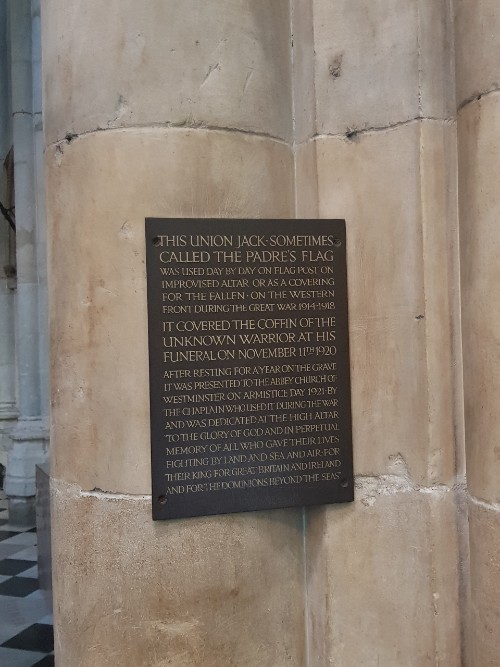 THIS UNION JACK·SOMETIMES
CALLED THE PADRE'S FLAG
WAS USED DAY BY DAY ON FLAG POST ON
IMPROVISED ALTAR OR AS A COVERING
FOR THE FALLEN · ON THE WESTERN
FRONT DURING THE GREAT WAR 1914-1918
IT COVERED THE COFFIN OF THE
UNKNOWN WARRIOR AT HIS
FUNERAL ON NOVEMBER 11TH 1920
AFTER RESTING FOR A YEAR ON THE GRAVE
IT WAS PRESENTED TO THE ABBEY CHURCH OF
WESTMINSTER ON ARMISTICE DAY 1921·BY
THE CHAPLAIN WHO USED IT DURING THE WAR
AND WAS DEDICATED AT THE HIGH ALTAR
"TO THE GLORY OF GOD AND IN PERPETUAL
MEMORY OF ALL WHO GAVE THEIR LIVES
FIGHTING BY LAND AND SEA AND AIR·FOR
THEIR KING·FOR GREAT BRITAIN AND IRELAND
AND FOR THE DOMINIONS BEYOND THE SEAS"